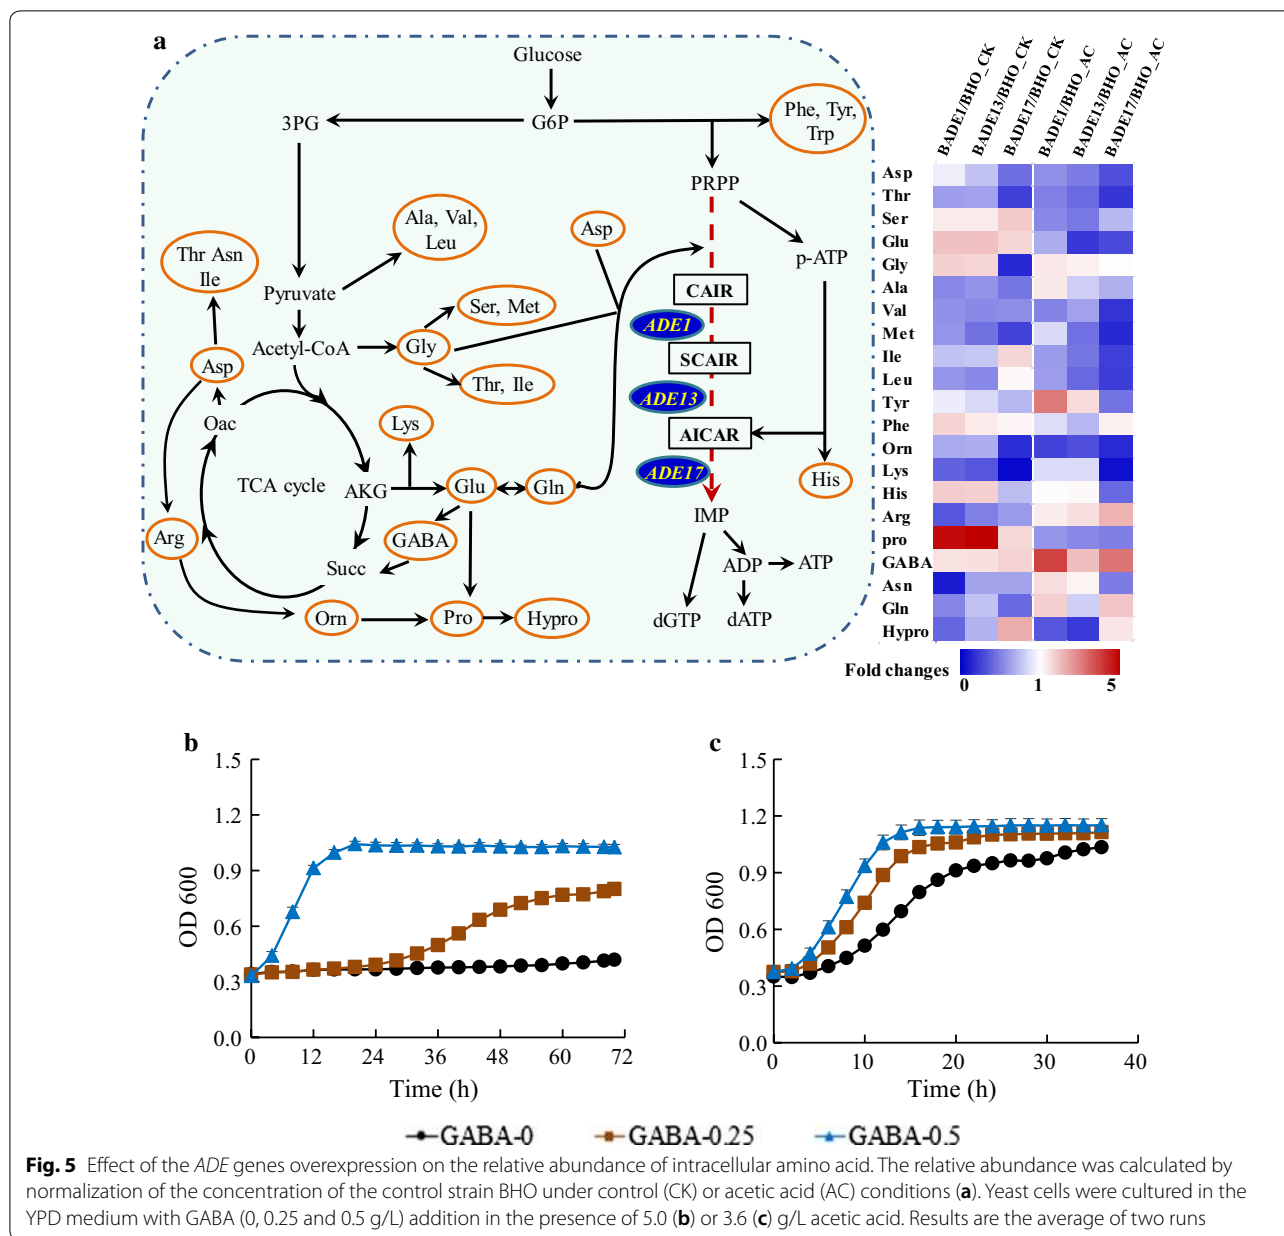 a
Glucose
3PG
G6P
Phe, Tyr,
Trp
PRPP
Ala, Val,
Leu
Asp
Thr Asn
Ile
p-ATP
Pyruvate
CAIR
Ser, Met
ADE1
Acetyl-CoA
Gly
SCAIR
Asp
Thr, Ile
ADE13
Oac
Lys
AICAR
TCA cycle
AKG
Glu
Gln
ADE17
His
IMP
Arg
GABA
Succ
ADP
ATP
Orn
Pro
Hypro
dGTP
dATP
BADE1/BHO_CK
BADE13/BHO_CK
BADE17/BHO_CK
BADE1/BHO_AC
BADE13/BHO_AC
BADE17/BHO_AC
Asp
Thr
Ser
Glu
Gly
Ala
Val
Met
Ile
Leu
Tyr
Phe
Orn
Lys
His
Arg
pro
GABA
Asn
Gln
Hypro
Fold changes
0 1 5
b
OD 600
1.5
1.2
0.9
0.6
0.3
0.0
0 12 24 36 48 60 72
Time (h)
c
OD 600
1.5
1.2
0.9
0.6
0.3
0.0
0 10 20 30 40
Time (h)
GABA-0 GABA-0.25 GABA-0.5
Fig. 5 Effect of the ADE genes overexpression on the relative abundance of intracellular amino acid. The relative abundance was calculated by
normalization of the concentration of the control strain BHO under control (CK) or acetic acid (AC) conditions (a). Yeast cells were cultured in the
YPD medium with GABA (0, 0.25 and 0.5 g/L) addition in the presence of 5.0 (b) or 3.6 (c) g/L acetic acid. Results are the average of two runs